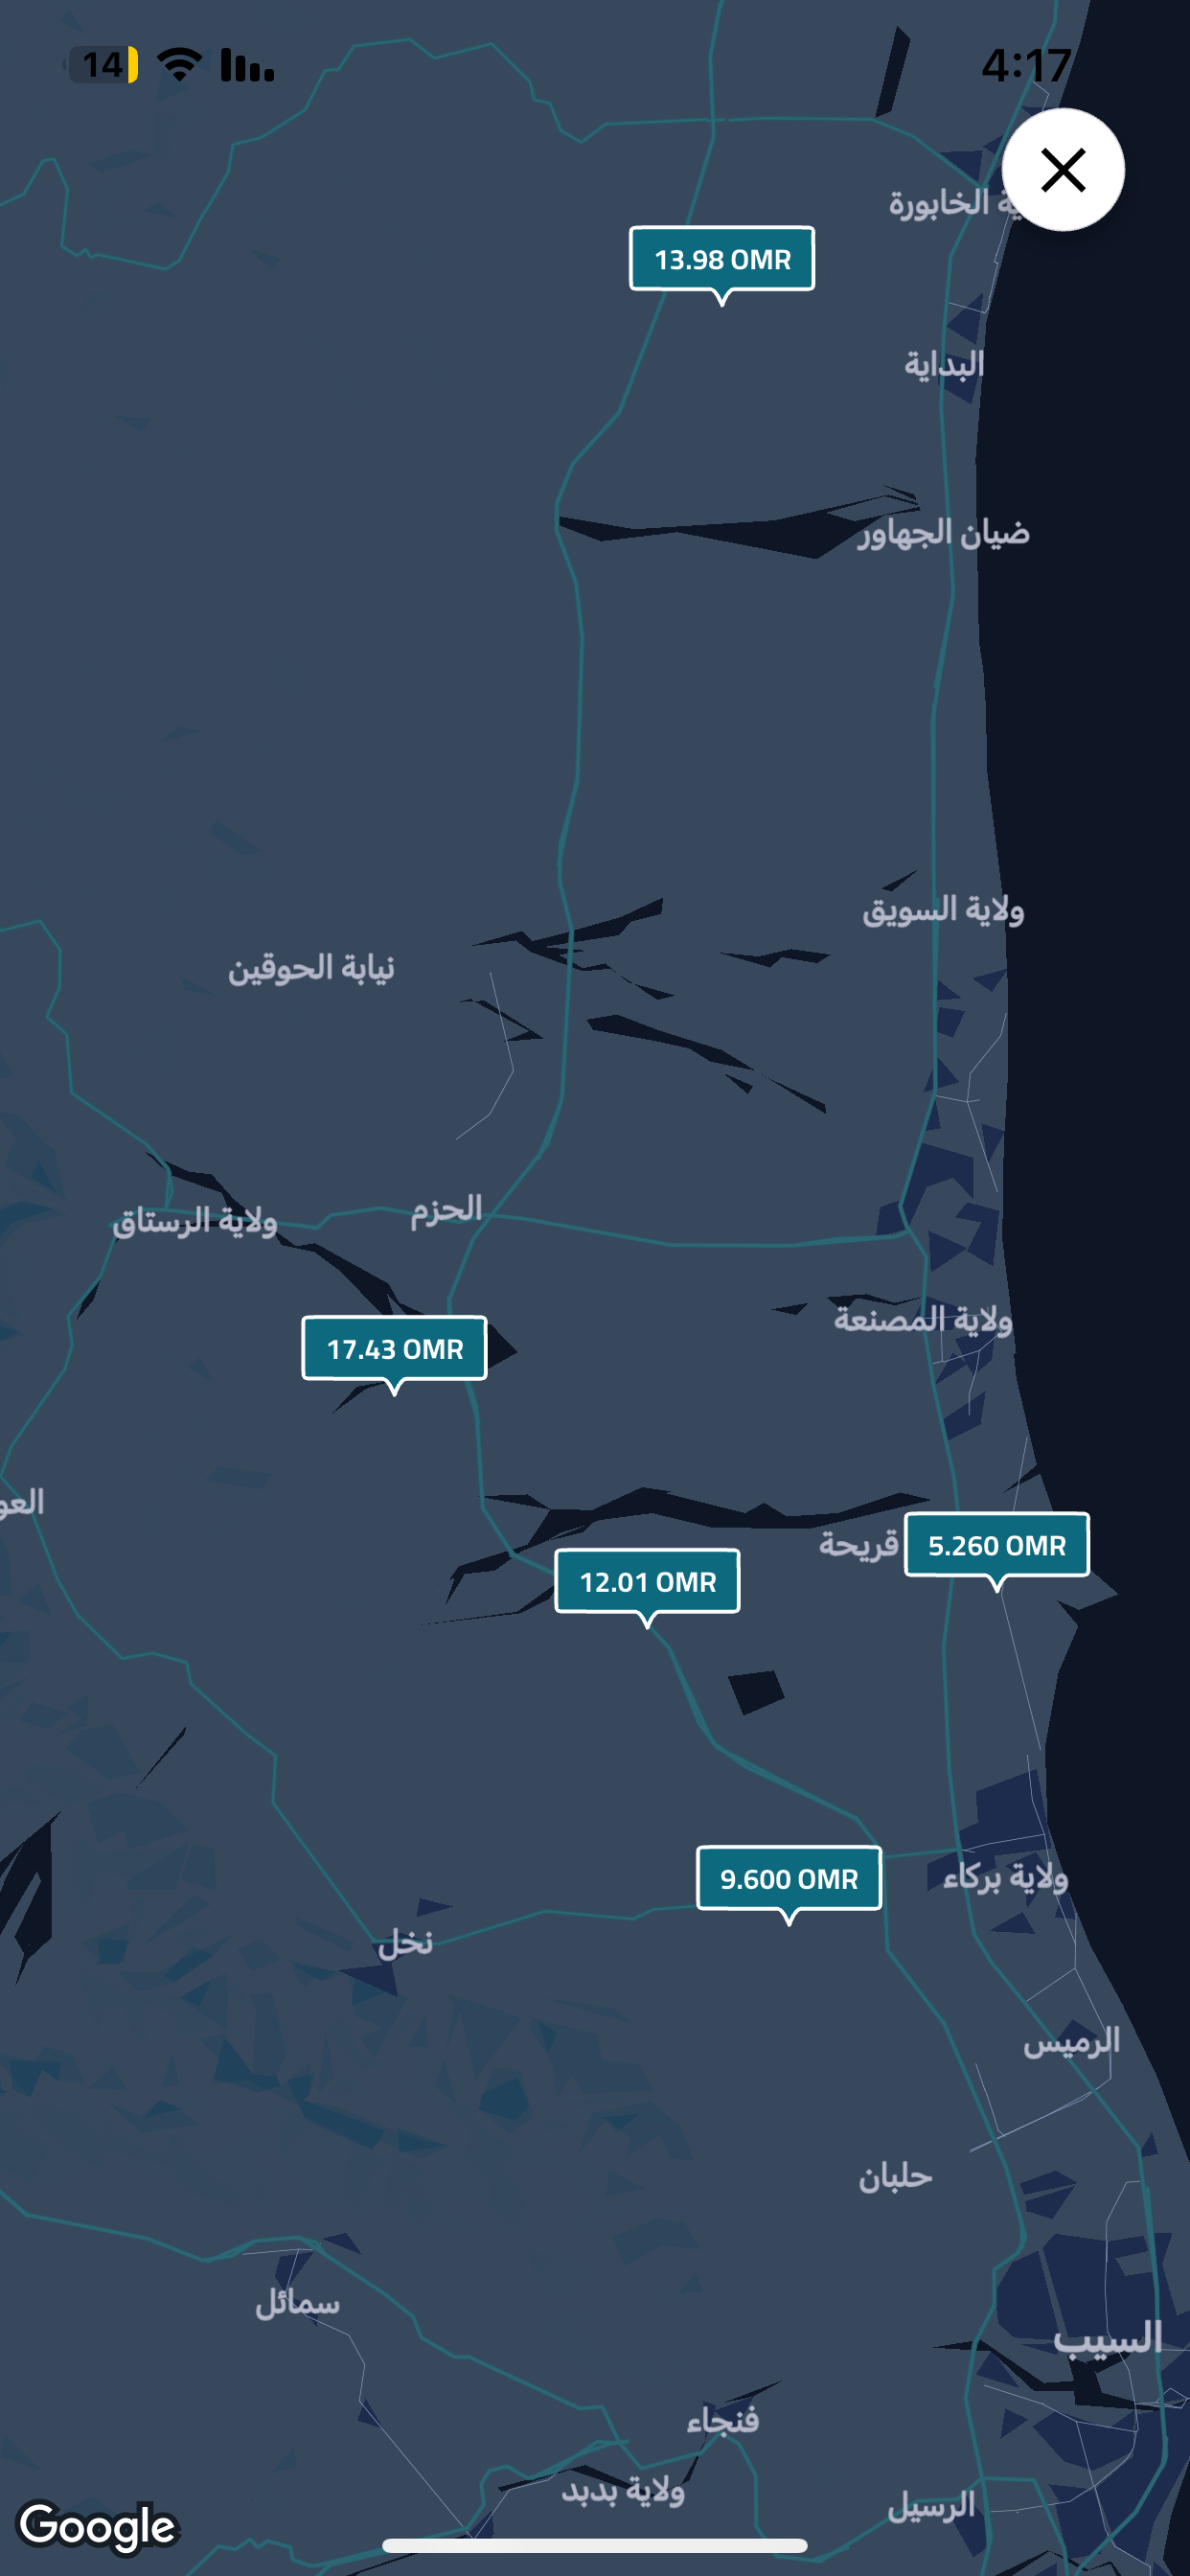 14
4:17
ية الخابورة
13.98 OMR
البداية
ضيان الجهاور
ولاية السويق
نيابة الحوقين
ولاية الرستاق
الحزم
ولاية المصنعة
17.43 OMR
العو
قريحة
5.260 OMR
12.01 OMR
9.600 OMR
ولاية بركاء
نخل
الرميس
حلبان
سمائل
السيب
فنجاء
ولاية بدبد
الرسيل
Google